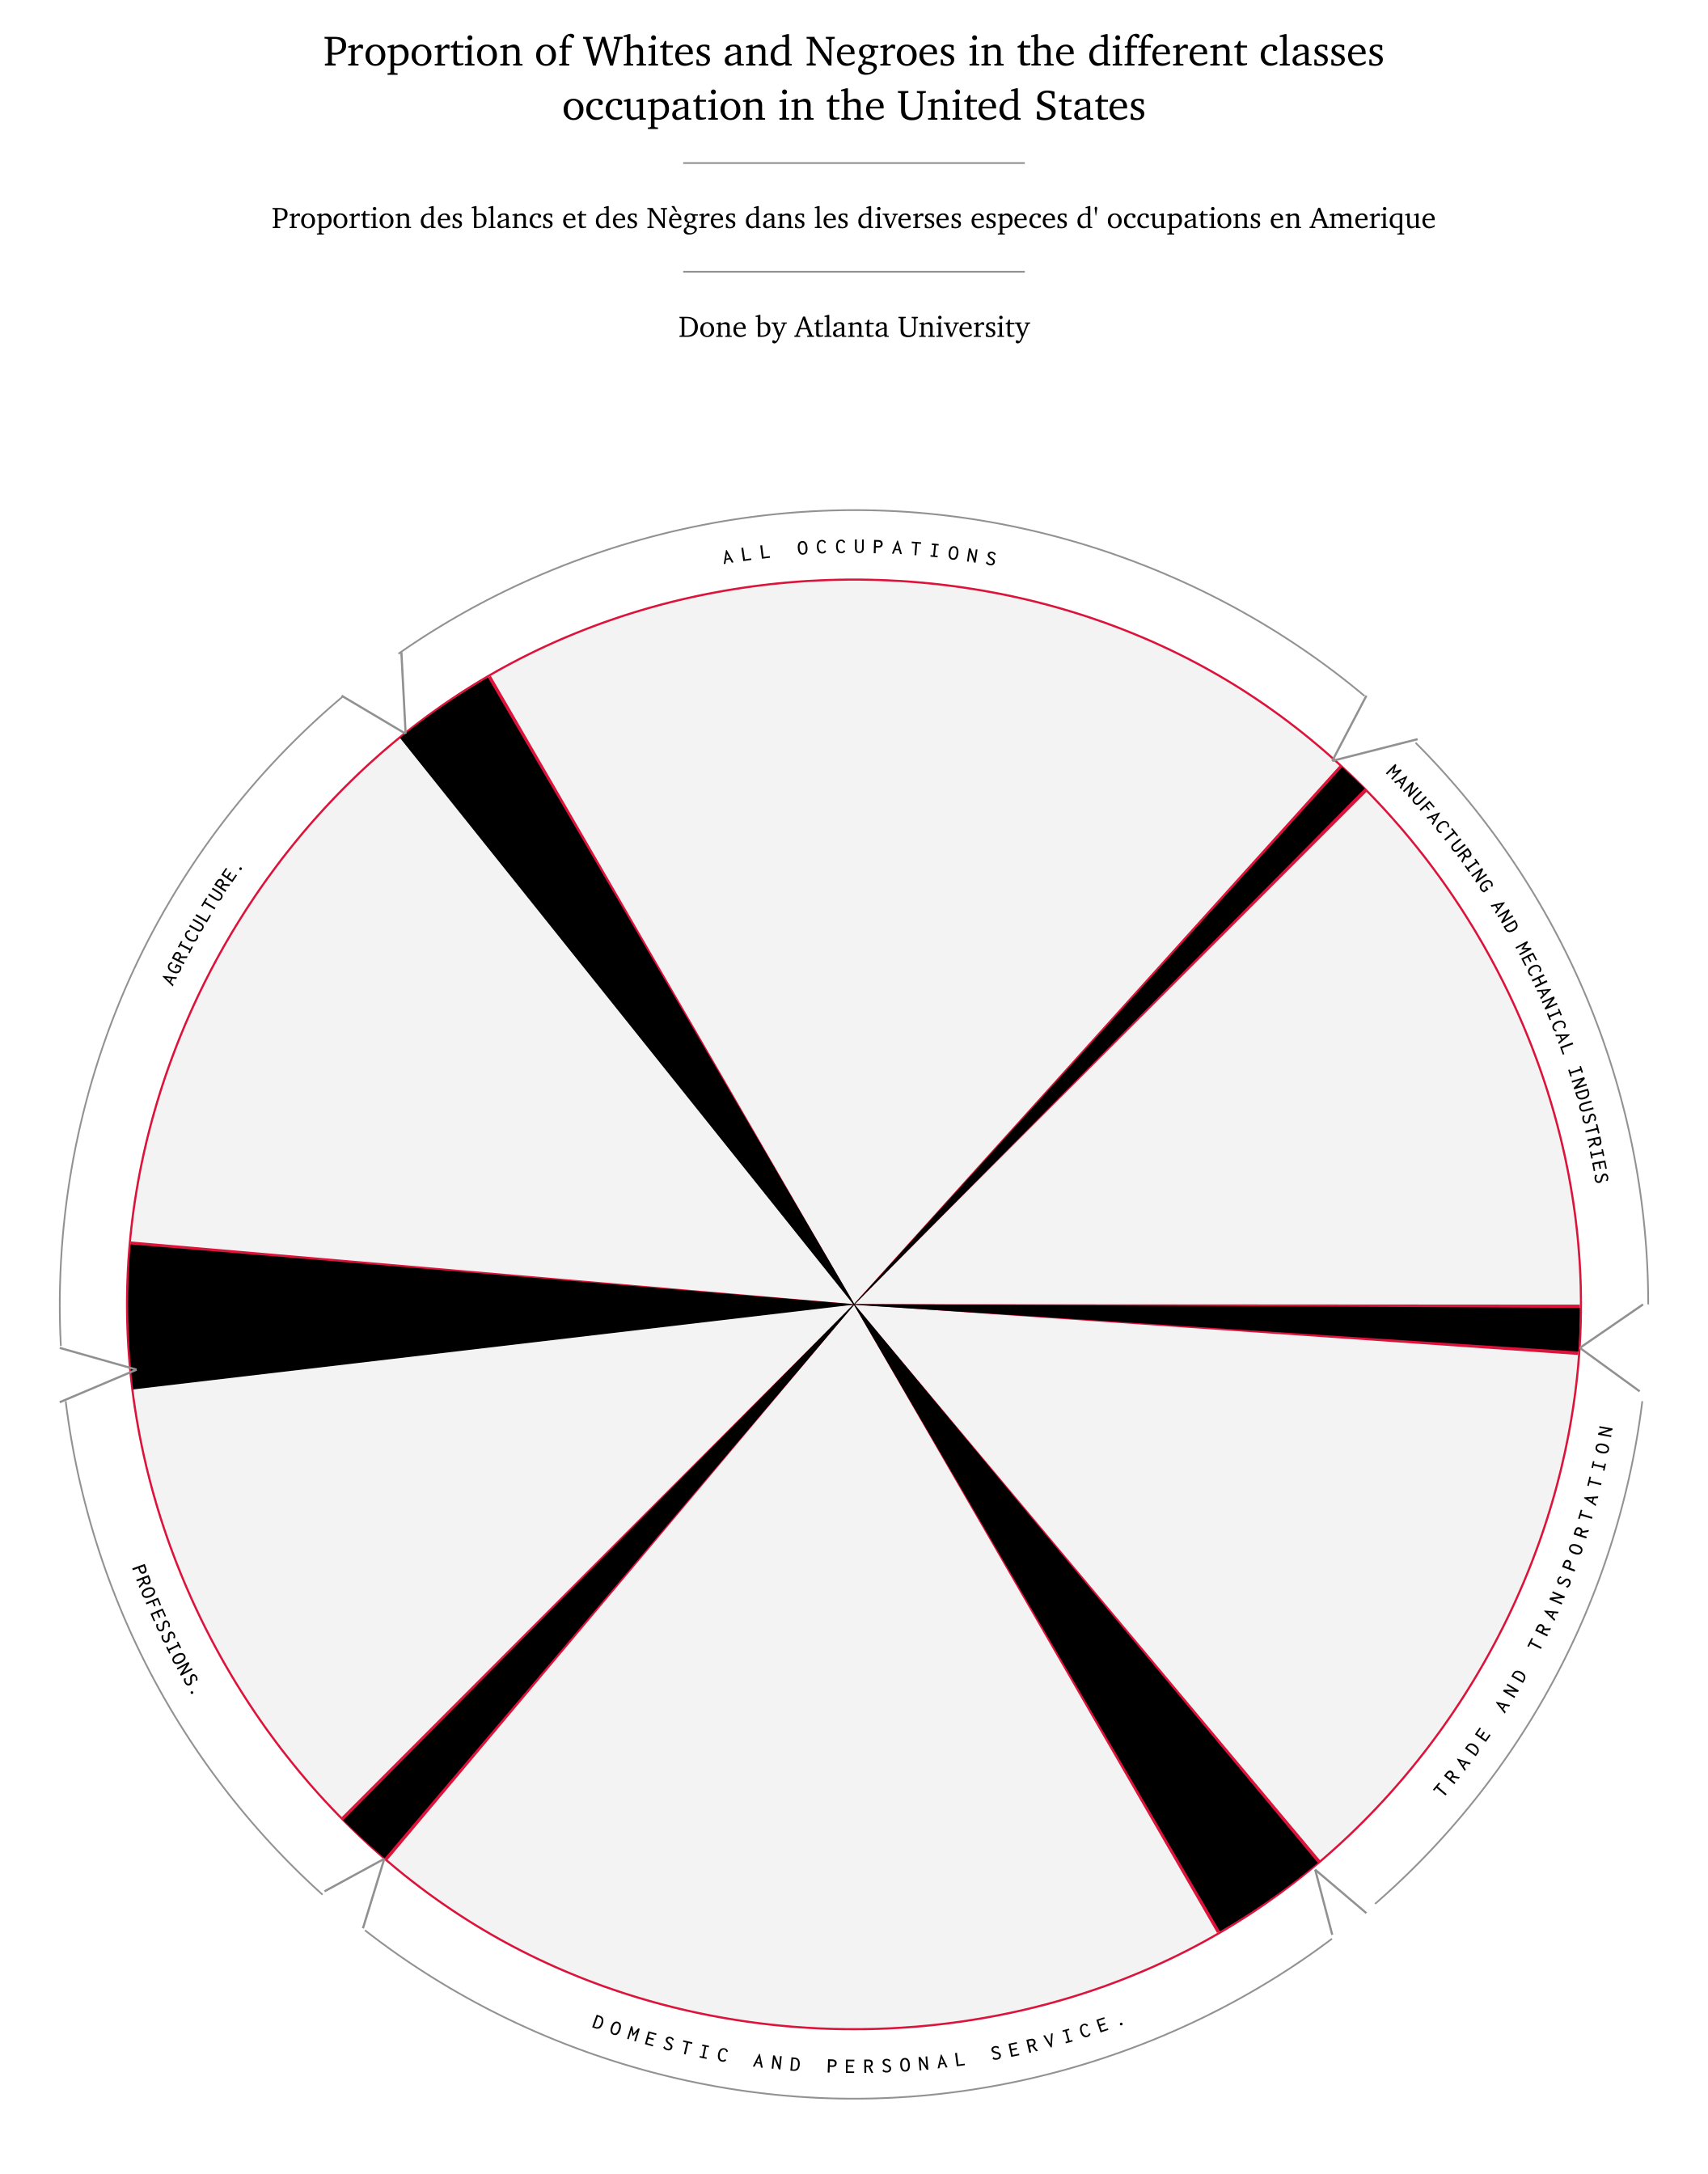 Proportion of Whites and Negroes in the different classes
occupation in the United States
Proportion des blancs et des Nègres dans les diverses especes d' occupations en Amerique
Done by Atlanta University
ALL OCCUPATIONS
MANUFACTURING AND MECHANICAL INDUSTRIES
AGRICULTURE.
TRADE AND TRANSPORTATION
PROFESSIONS.
DOMESTIC AND PERSONAL SERVICE.